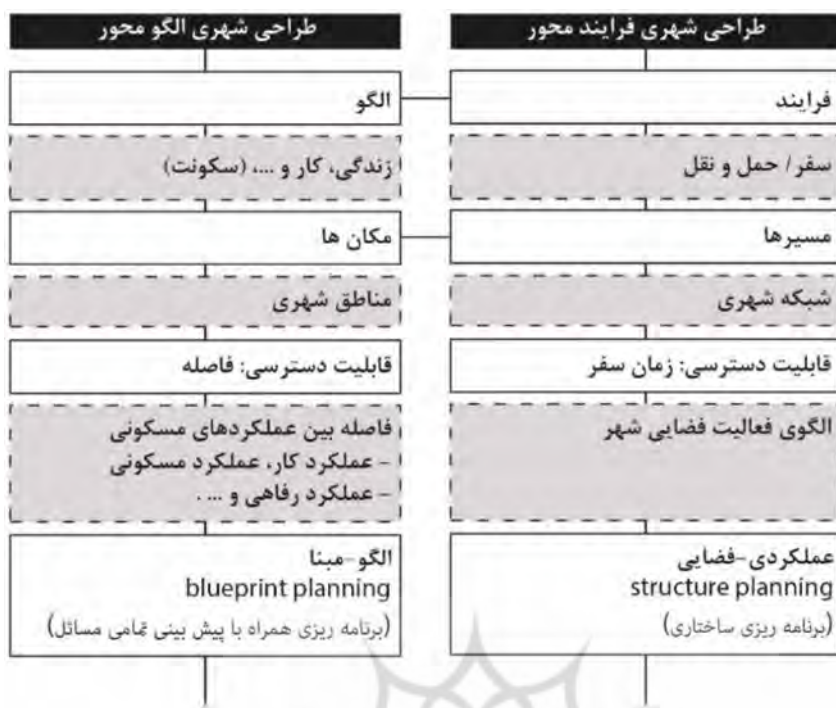 طراحی شهری فرایند محور
فرایند
سفر/ حمل و نقل
مسیرها
شبکه شهری
قابلیت دسترسی: زمان سفر
الگوی فعالیت فضایی شهر
عملکردی-فضایی
structure planning
(برنامه ریزی ساختاری)
طراحی شهری الگو محور
الگو
زندگی، کار و ...، (سکونت)
مکان ها
مناطق شهری
قابلیت دسترسی: فاصله
فاصله بین عملکردهای مسکونی
- عملکرد کار، عملکرد مسکونی
- عملکرد رفاهی و ... .
الگو-مبنا
blueprint planning
(برنامه ریزی همراه با پیش بینی تمامی مسائل)